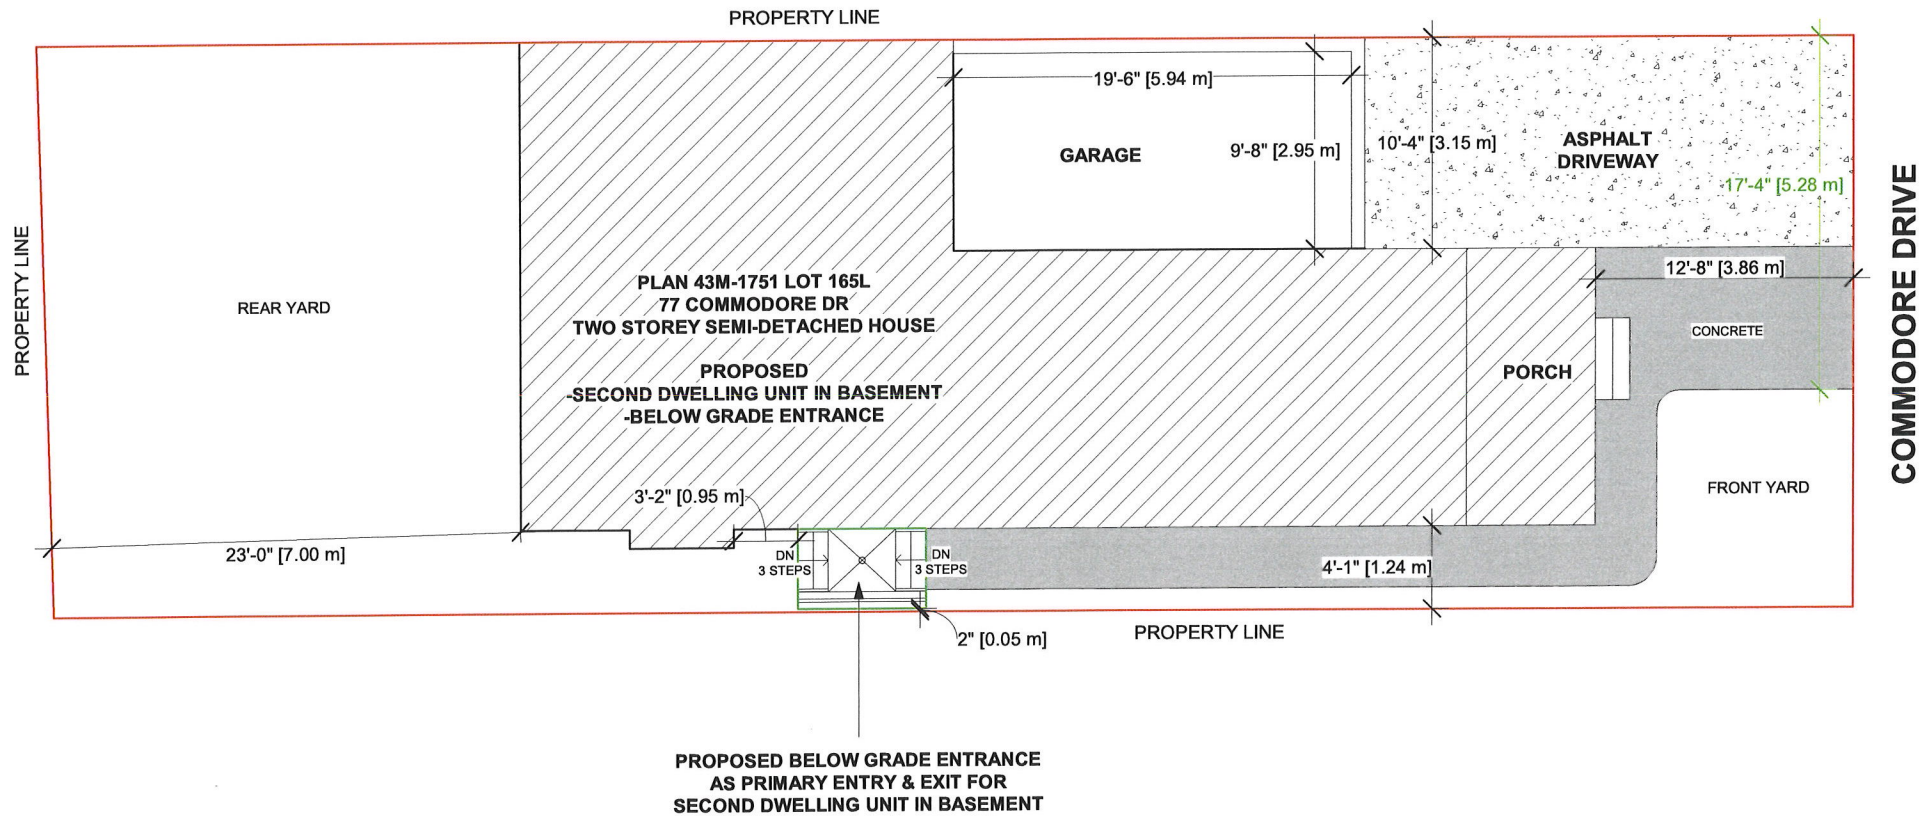 PROPERTY LINE
19'-6" [5.94 m]
GARAGE
9'-8" [2.95 m]
10'-4" [3.15 m]
ASPHALT
DRIVEWAY
17'-4" [5.28 m]
COMMODORE DRIVE
PROPERTY LINE
REAR YARD
PLAN 43M-1751 LOT 165L
77 COMMODORE DR
TWO STOREY SEMI-DETACHED HOUSE
PROPOSED
-SECOND DWELLING UNIT IN BASEMENT
-BELOW GRADE ENTRANCE
12'-8" [3.86 m]
CONCRETE
PORCH
FRONT YARD
3'-2" [0.95 m]
23'-0" [7.00 m]
DN
3 STEPS
DN
3 STEPS
4'-1" [1.24 m]
2" [0.05 m]
PROPERTY LINE
PROPOSED BELOW GRADE ENTRANCE
AS PRIMARY ENTRY & EXIT FOR
SECOND DWELLING UNIT IN BASEMENT